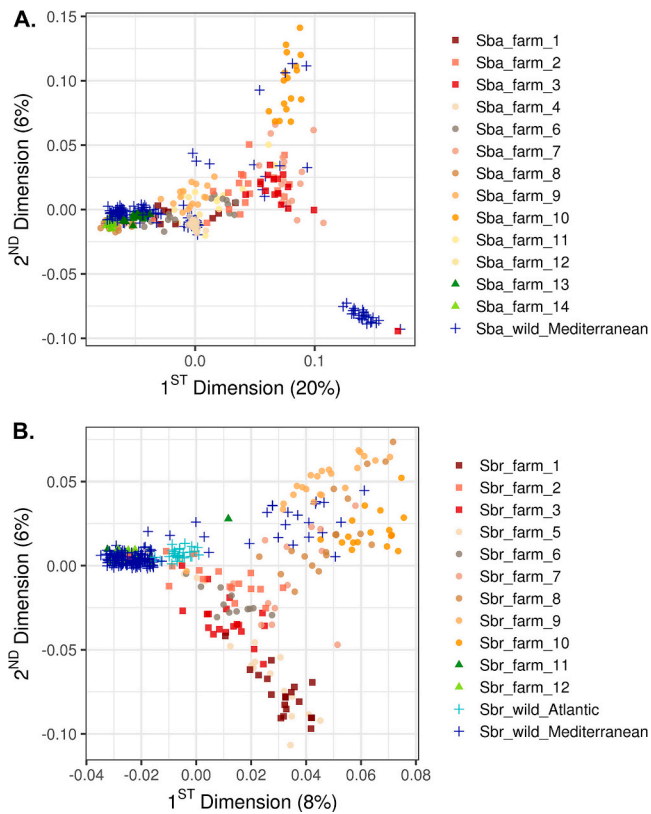 A.
0.15
0.10
0.05
0.00
-0.05
-0.10
2ND Dimension (6%)
0.0
0.1
1ST Dimension (20%)
Sba_farm_1
Sba_farm_2
Sba_farm_3
Sba_farm_4
Sba_farm_6
Sba_farm_7
Sba_farm_8
Sba_farm_9
Sba_farm_10
Sba_farm_11
Sba_farm_12
Sba_farm_13
Sba_farm_14
Sba_wild_Mediterranean
B.
0.05
0.00
-0.05
-0.10
2ND Dimension (6%)
-0.04
-0.02
0.00
0.02
0.04
0.06
0.08
1ST Dimension (8%)
Sbr_farm_1
Sbr_farm_2
Sbr_farm_3
Sbr_farm_5
Sbr_farm_6
Sbr_farm_7
Sbr_farm_8
Sbr_farm_9
Sbr_farm_10
Sbr_farm_11
Sbr_farm_12
Sbr_wild_Atlantic
Sbr_wild_Mediterranean